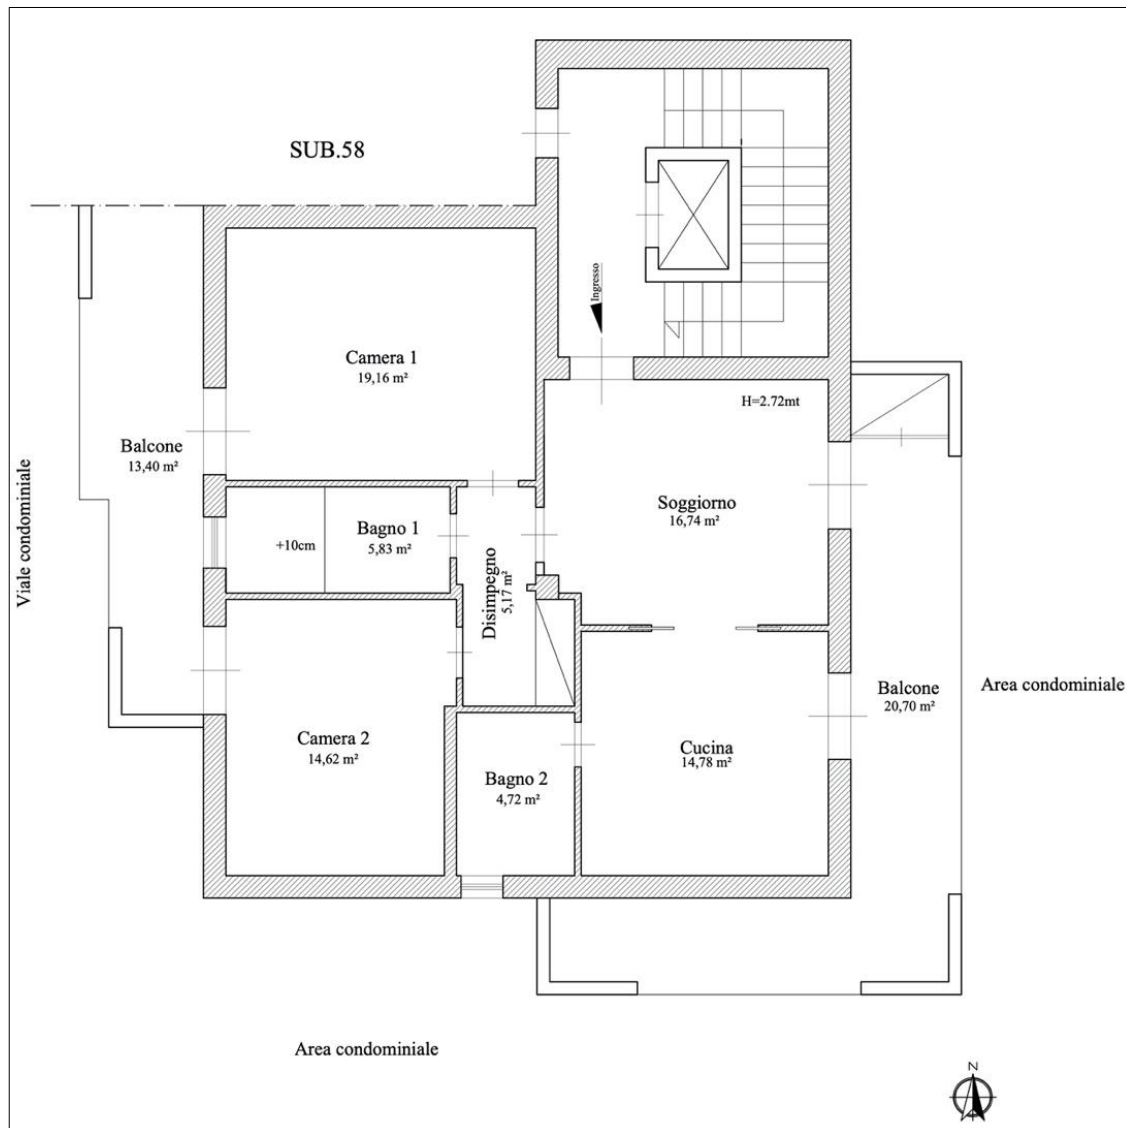 SUB.58
Ingresso
Camera 1
19,16 m²
H=2.72mt
Balcone
13,40 m²
Viale condominiale
Soggiorno
16,74 m²
Bagno 1
5,83 m²
+10cm
Disimpegno
5,17 m²
Area condominiale
Balcone
20,70 m²
Camera 2
14,62 m²
Cucina
14,78 m²
Bagno 2
4,72 m²
Area condominiale
N